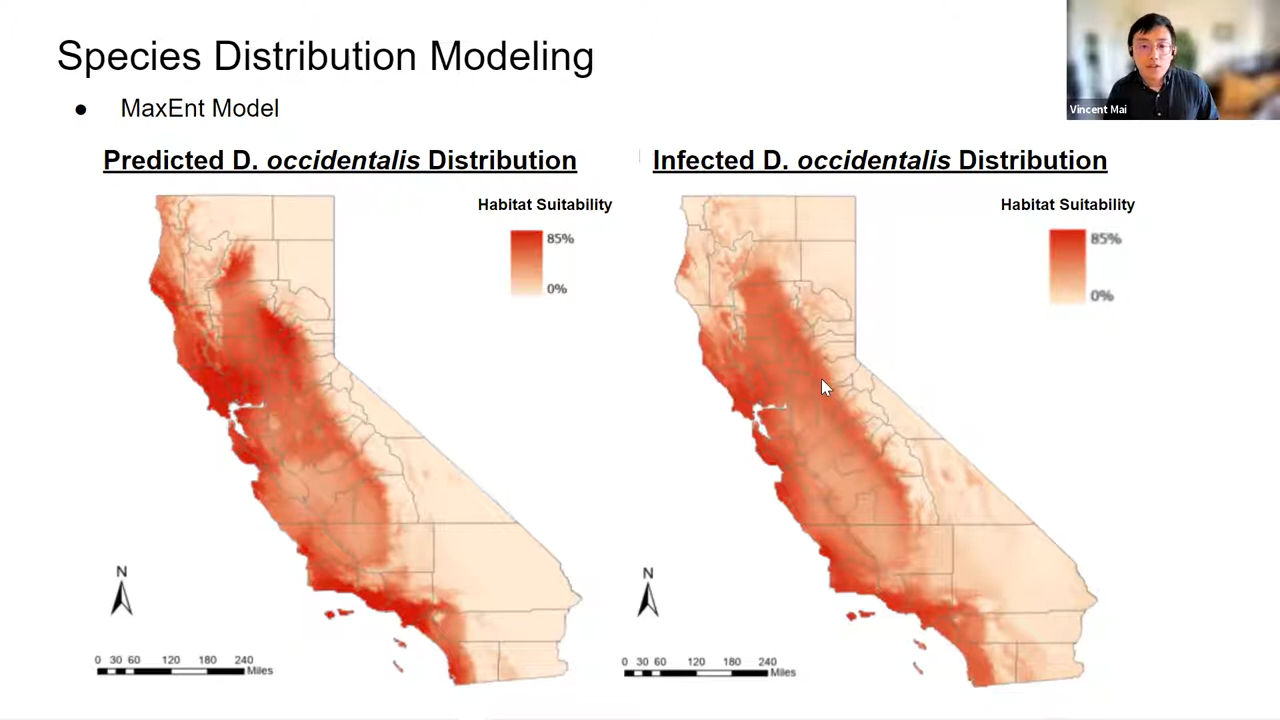 Species Distribution Modeling
● MaxEnt Model
Vincent Mai
Predicted D. occidentalis Distribution
Infected D. occidentalis Distribution
Habitat Suitability
85%
0%
Habitat Suitability
85%
0%
N
0 30 60 120 180 240
Miles
N
0 30 60 120 180 240
Miles